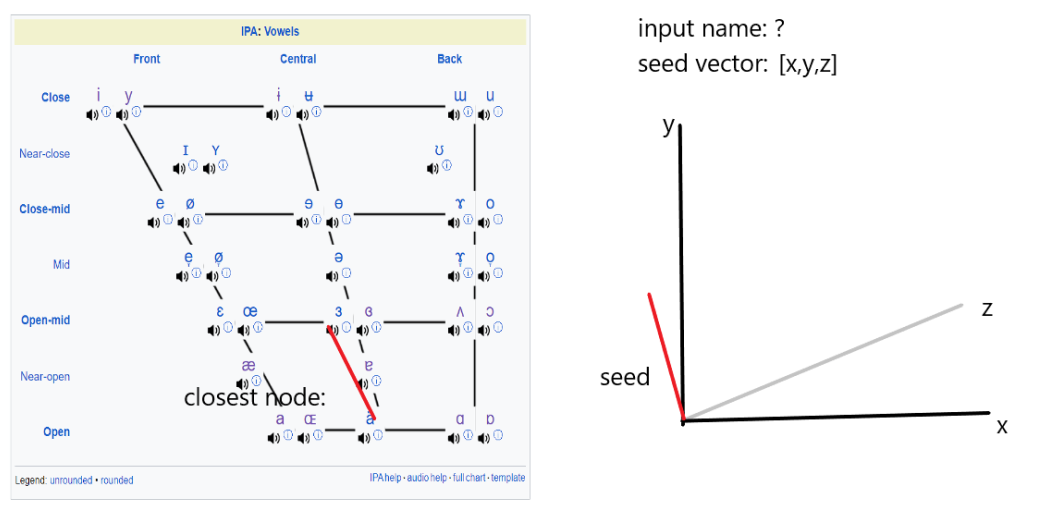 IPA: Vowels
Front Central Back
Close i y ɨ ʉ ɯ u
Near-close ɪ ʏ ʊ
Close-mid e ø ɘ ɵ ɤ o
Mid e̞ ø̞ ə ɤ̞ o̞
Open-mid ɛ œ ɜ ɞ ʌ ɔ
Near-open æ ɐ
closest node:
Open a ɶ ä ɑ ɒ
Legend: unrounded • rounded
IPA help · audio help · full chart · template
input name: ?
seed vector: [x,y,z]
y
z
seed
x